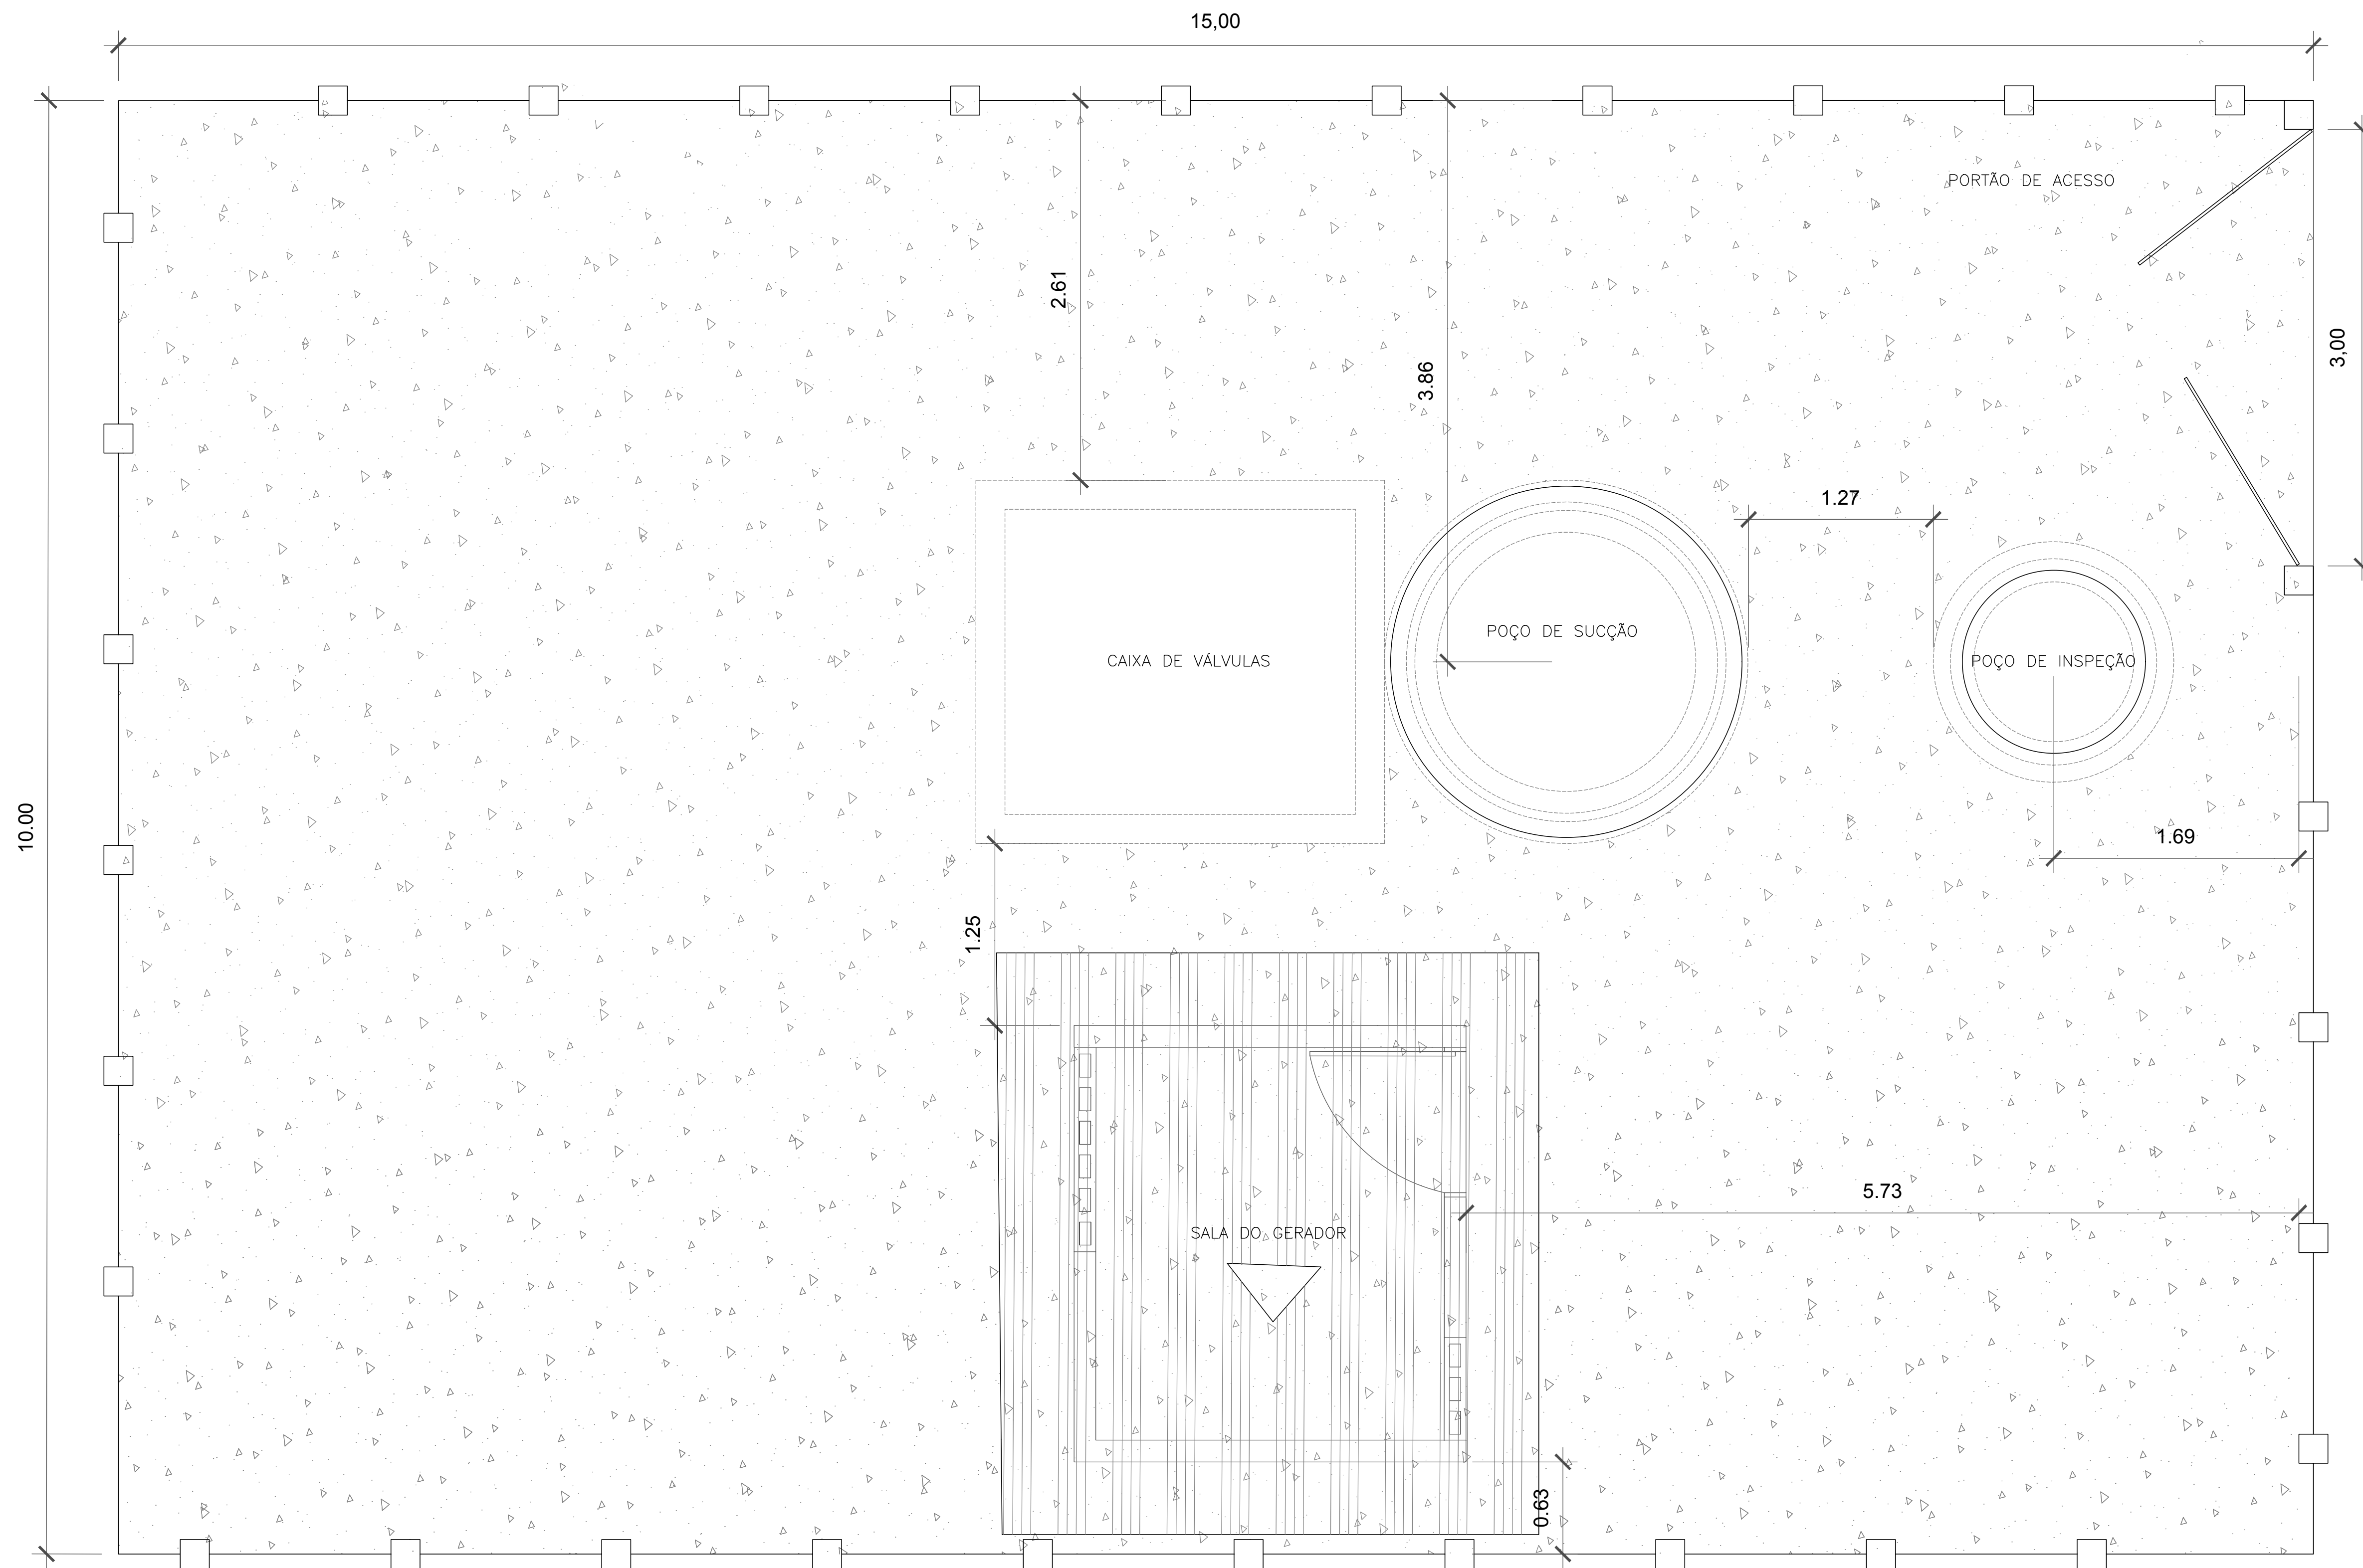 15,00
PORTÃO DE ACESSO
2.61
3,00
3.86
1.27
POÇO DE SUCÇÃO
CAIXA DE VÁLVULAS
POÇO DE INSPEÇÃO
10.00
1.69
1.25
5.73
SALA DO GERADOR
0.63